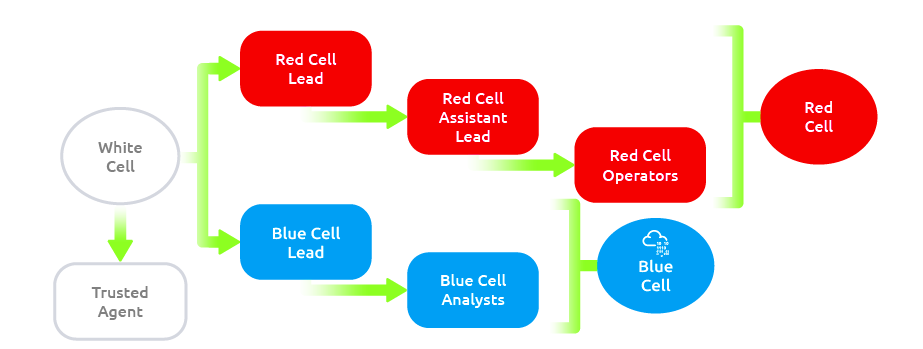 Red Cell
Lead
Red Cell
Assistant
Lead
Red
Cell
White
Cell
Red Cell
Operators
Blue Cell
Lead
Blue
Cell
Trusted
Agent
Blue Cell
Analysts